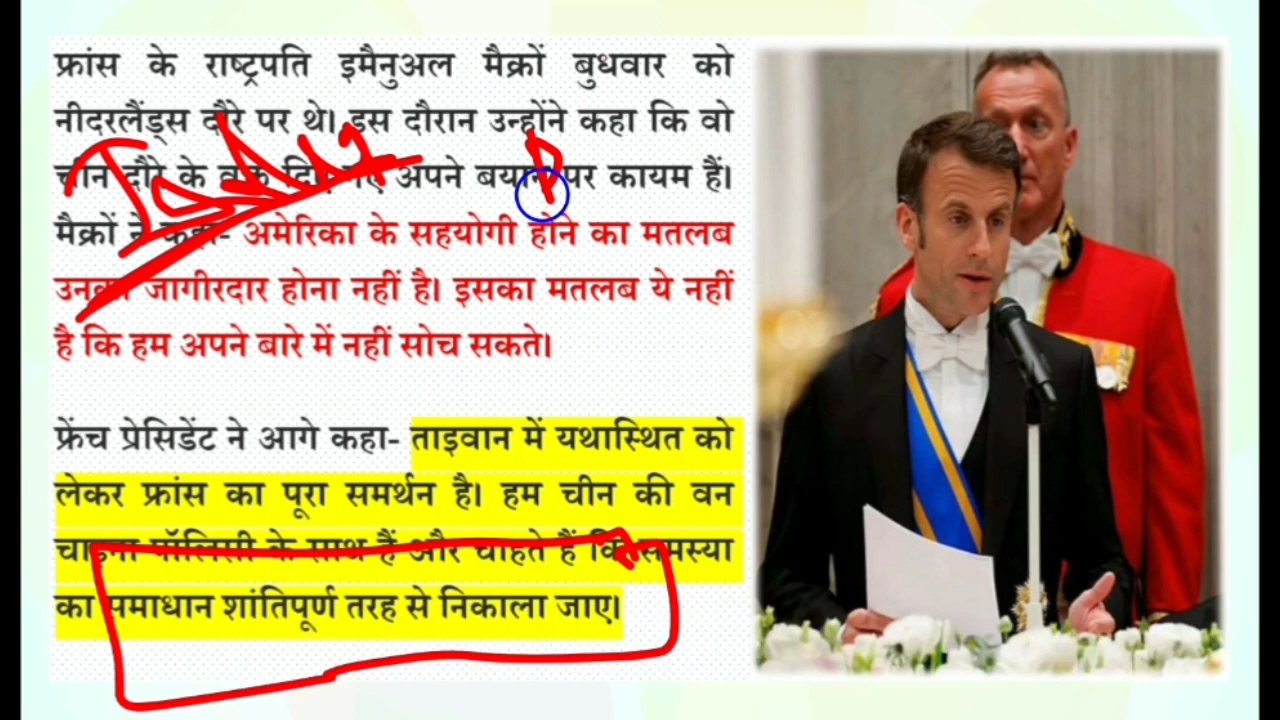 फ्रांस के राष्ट्रपति इमैनुअल मैक्रों बुधवार को
नीदरलैंड्स दौरे पर थे। इस दौरान उन्होंने कहा कि वो
चीन दौरे के वक्त दिए गए अपने बयान पर कायम हैं।
मैक्रों ने कहा- अमेरिका के सहयोगी होने का मतलब
उनका जागीरदार होना नहीं है। इसका मतलब ये नहीं
है कि हम अपने बारे में नहीं सोच सकते।
फ्रेंच प्रेसिडेंट ने आगे कहा- ताइवान में यथास्थित को
लेकर फ्रांस का पूरा समर्थन है। हम चीन की वन
चाइना पॉलिसी के साथ हैं और चाहते हैं कि समस्या
का समाधान शांतिपूर्ण तरह से निकाला जाए।